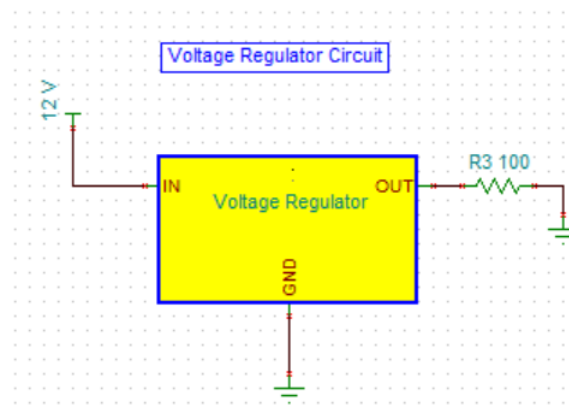 Voltage Regulator Circuit
12 V
R3 100
IN
OUT
:
Voltage Regulator
GND